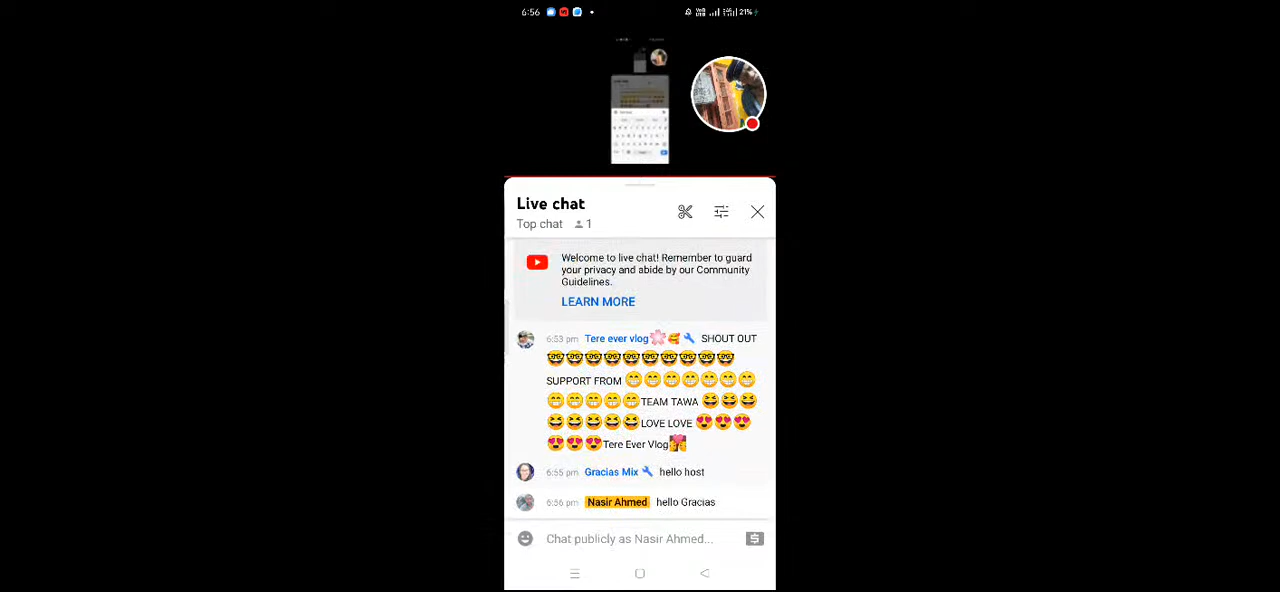 6:56 21%
Live chat
Top chat 1
Welcome to live chat! Remember to guard
your privacy and abide by our Community
Guidelines.
LEARN MORE
6:53 pm Tere ever vlog🌸🥰🔧 SHOUT OUT
🤓🤓🤓🤓🤓🤓🤓🤓🤓🤓
SUPPORT FROM 😁😁😁😁😁😁😁
😁😁😁😁😁TEAM TAWA 😆😆😆
😆😆😆😆😆LOVE LOVE 😍😍😍
😍😍😍Tere Ever Vlog💏
6:55 pm Gracias Mix 🔧 hello host
6:56 pm Nasir Ahmed hello Gracias
Chat publicly as Nasir Ahmed...